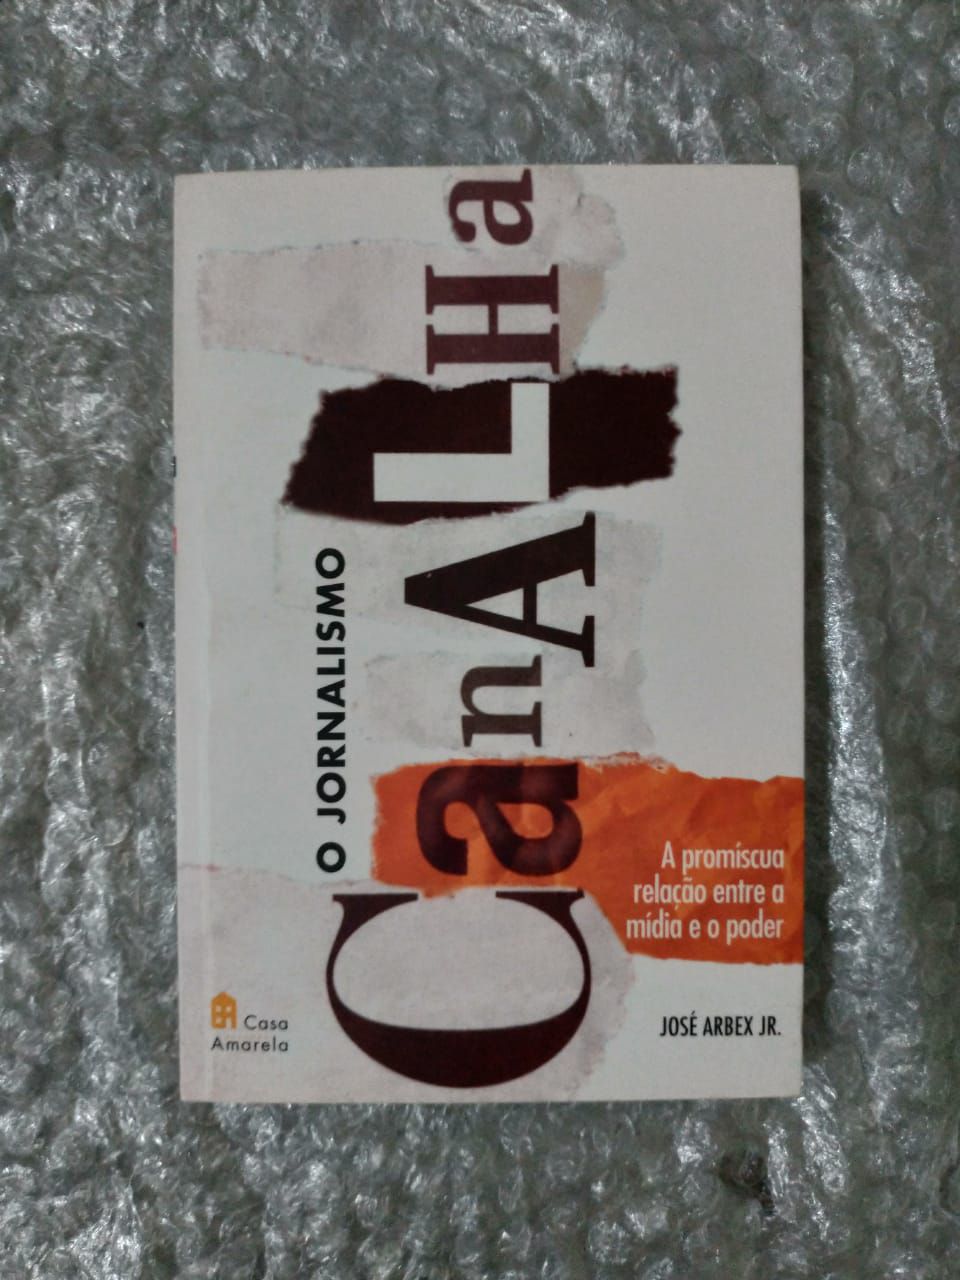 O JORNALISMO
CanALHa
A promíscua
relação entre a
mídia e o poder
JOSÉ ARBEX JR.
Casa
Amarela